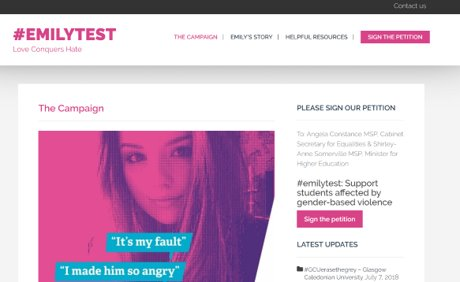 Contact us
#EMILYTEST
Love Conquers Hate
THE CAMPAIGN | EMILY'S STORY | HELPFUL RESOURCES | SIGN THE PETITION
The Campaign
"It's my fault"
"I made him so angry"
PLEASE SIGN OUR PETITION
To: Angela Constance MSP, Cabinet
Secretary for Equalities & Shirley-
Anne Somerville MSP, Minister for
Higher Education
#emilytest: Support
students affected by
gender-based violence
Sign the petition
LATEST UPDATES
#GCUerasethegrey – Glasgow
Caledonian University July 7, 2018